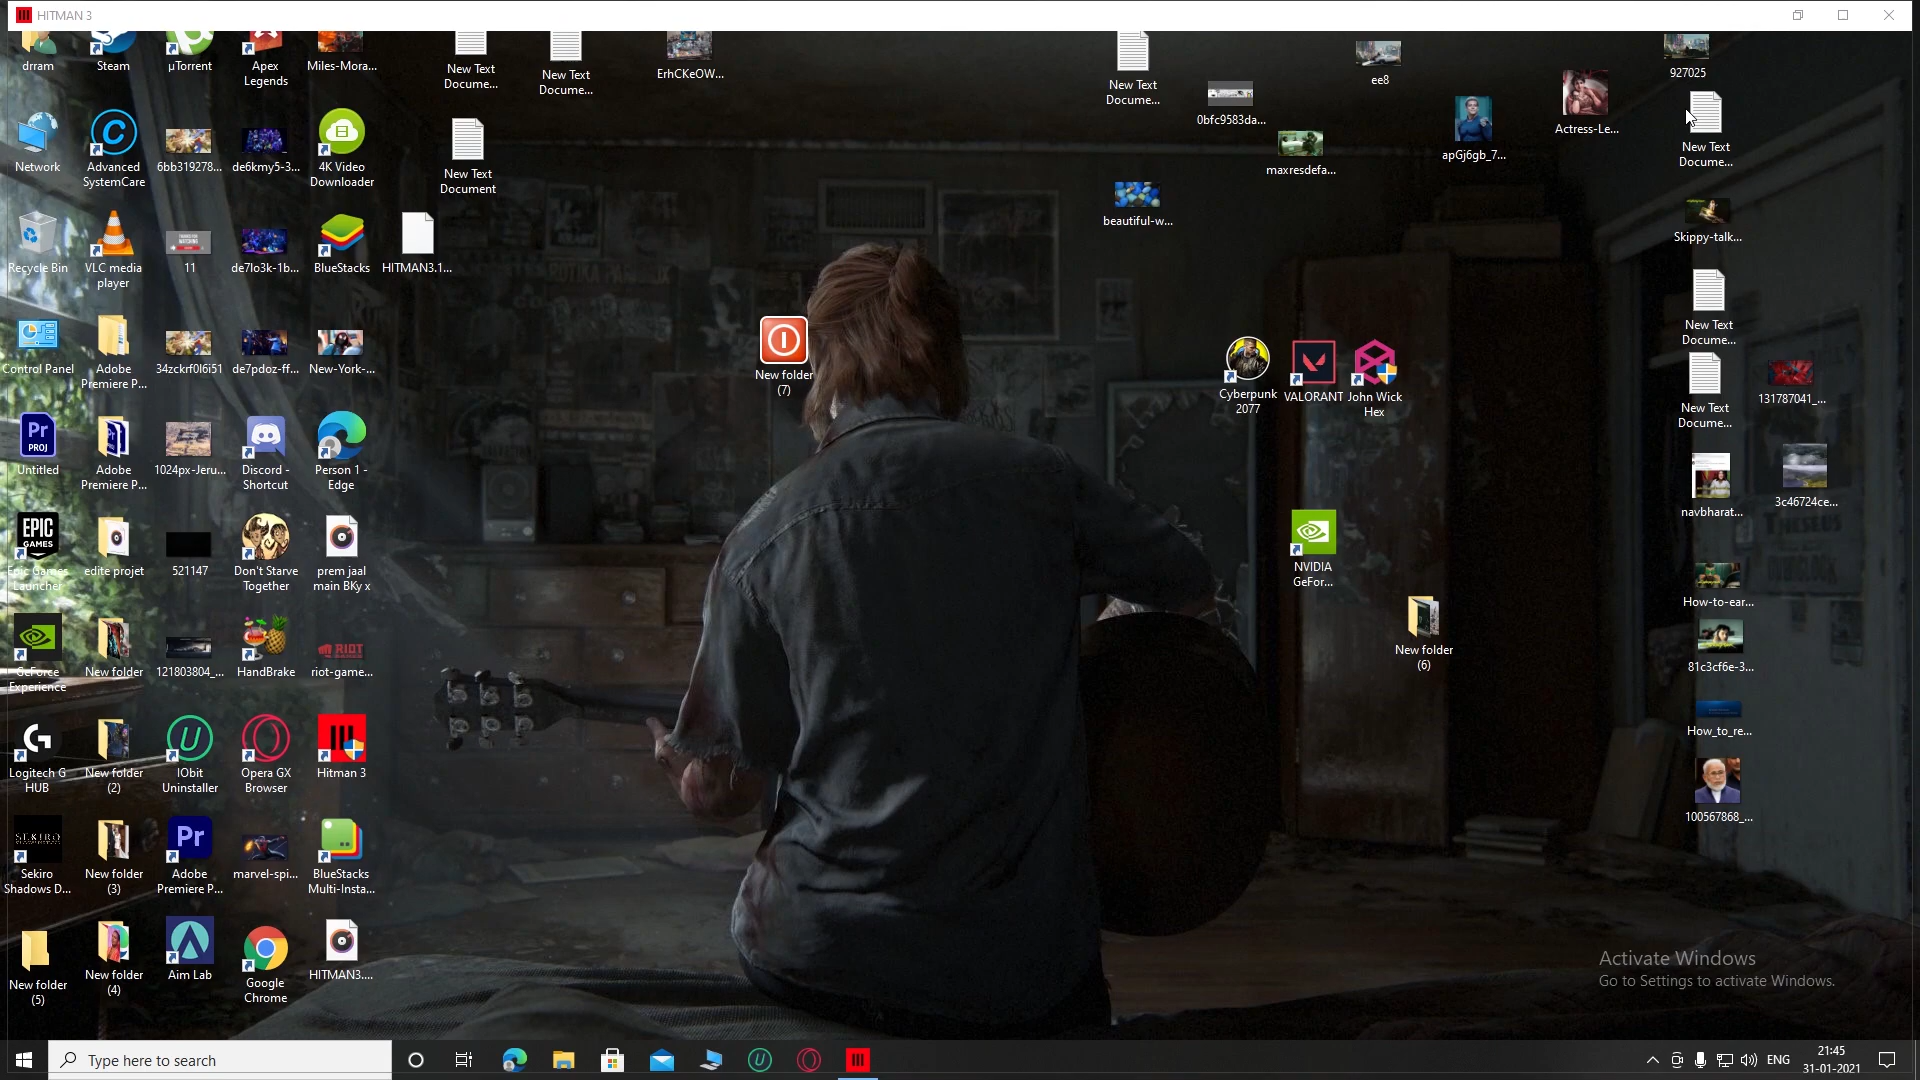 HITMAN 3
drram
Steam
µTorrent
Apex
Legends
Miles-Mora...
New Text
Docume...
New Text
Docume...
ErhCKeOW...
New Text
Docume...
0bfc9583da...
ee8
maxresdefa...
apGj6gb_7...
Actress-Le...
927025
New Text
Docume...
Network
Advanced
SystemCare
6bb319278...
de6kmy5-3...
4K Video
Downloader
New Text
Document
beautiful-w...
Skippy-talk...
Recycle Bin
VLC media
player
11
de7lo3k-1b...
BlueStacks
HITMAN3.1...
New Text
Docume...
Control Panel
Adobe
Premiere P...
34zckrf0l6i51
de7pdoz-ff...
New-York-...
New folder
(7)
Cyberpunk
2077
VALORANT
John Wick
Hex
New Text
Docume...
131787041_...
Pr
PROJ
Untitled
Adobe
Premiere P...
1024px-Jeru...
Discord -
Shortcut
Person 1 -
Edge
navbharat...
3c46724ce...
EPIC
GAMES
Epic Games
Launcher
edite projet
521147
Don't Starve
Together
prem jaal
main BKy x
NVIDIA
GeFor...
How-to-ear...
GeForce
Experience
New folder
121803804_...
HandBrake
RIOT
riot-game...
New folder
(6)
81c3cf6e-3...
Logitech G
HUB
New folder
(2)
IObit
Uninstaller
Opera GX
Browser
Hitman 3
How_to_re...
SEKIRO
Sekiro
Shadows D...
New folder
(3)
Pr
Adobe
Premiere P...
marvel-spi...
BlueStacks
Multi-Insta...
100567868_...
New folder
(5)
New folder
(4)
Aim Lab
Google
Chrome
HITMAN3....
Activate Windows
Go to Settings to activate Windows.
Type here to search
ENG
21:45
31-01-2021